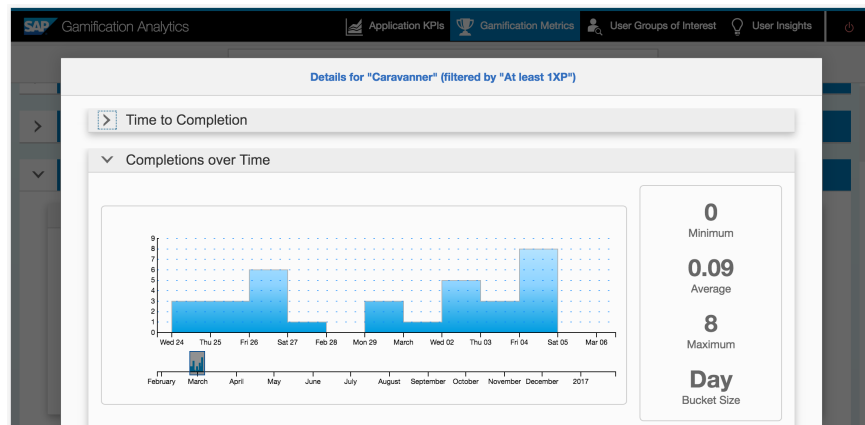 SAP Gamification Analytics Application KPIs Gamification Metrics User Groups of Interest User Insights
Details for "Caravanner" (filtered by "At least 1XP")
Time to Completion
Completions over Time
9
8
7
6
5
4
3
2
1
0
Wed 24 Thu 25 Fri 26 Sat 27 Feb 28 Mon 29 March Wed 02 Thu 03 Fri 04 Sat 05 Mar 06
February March April May June July August September October November December 2017
0
Minimum
0.09
Average
8
Maximum
Day
Bucket Size